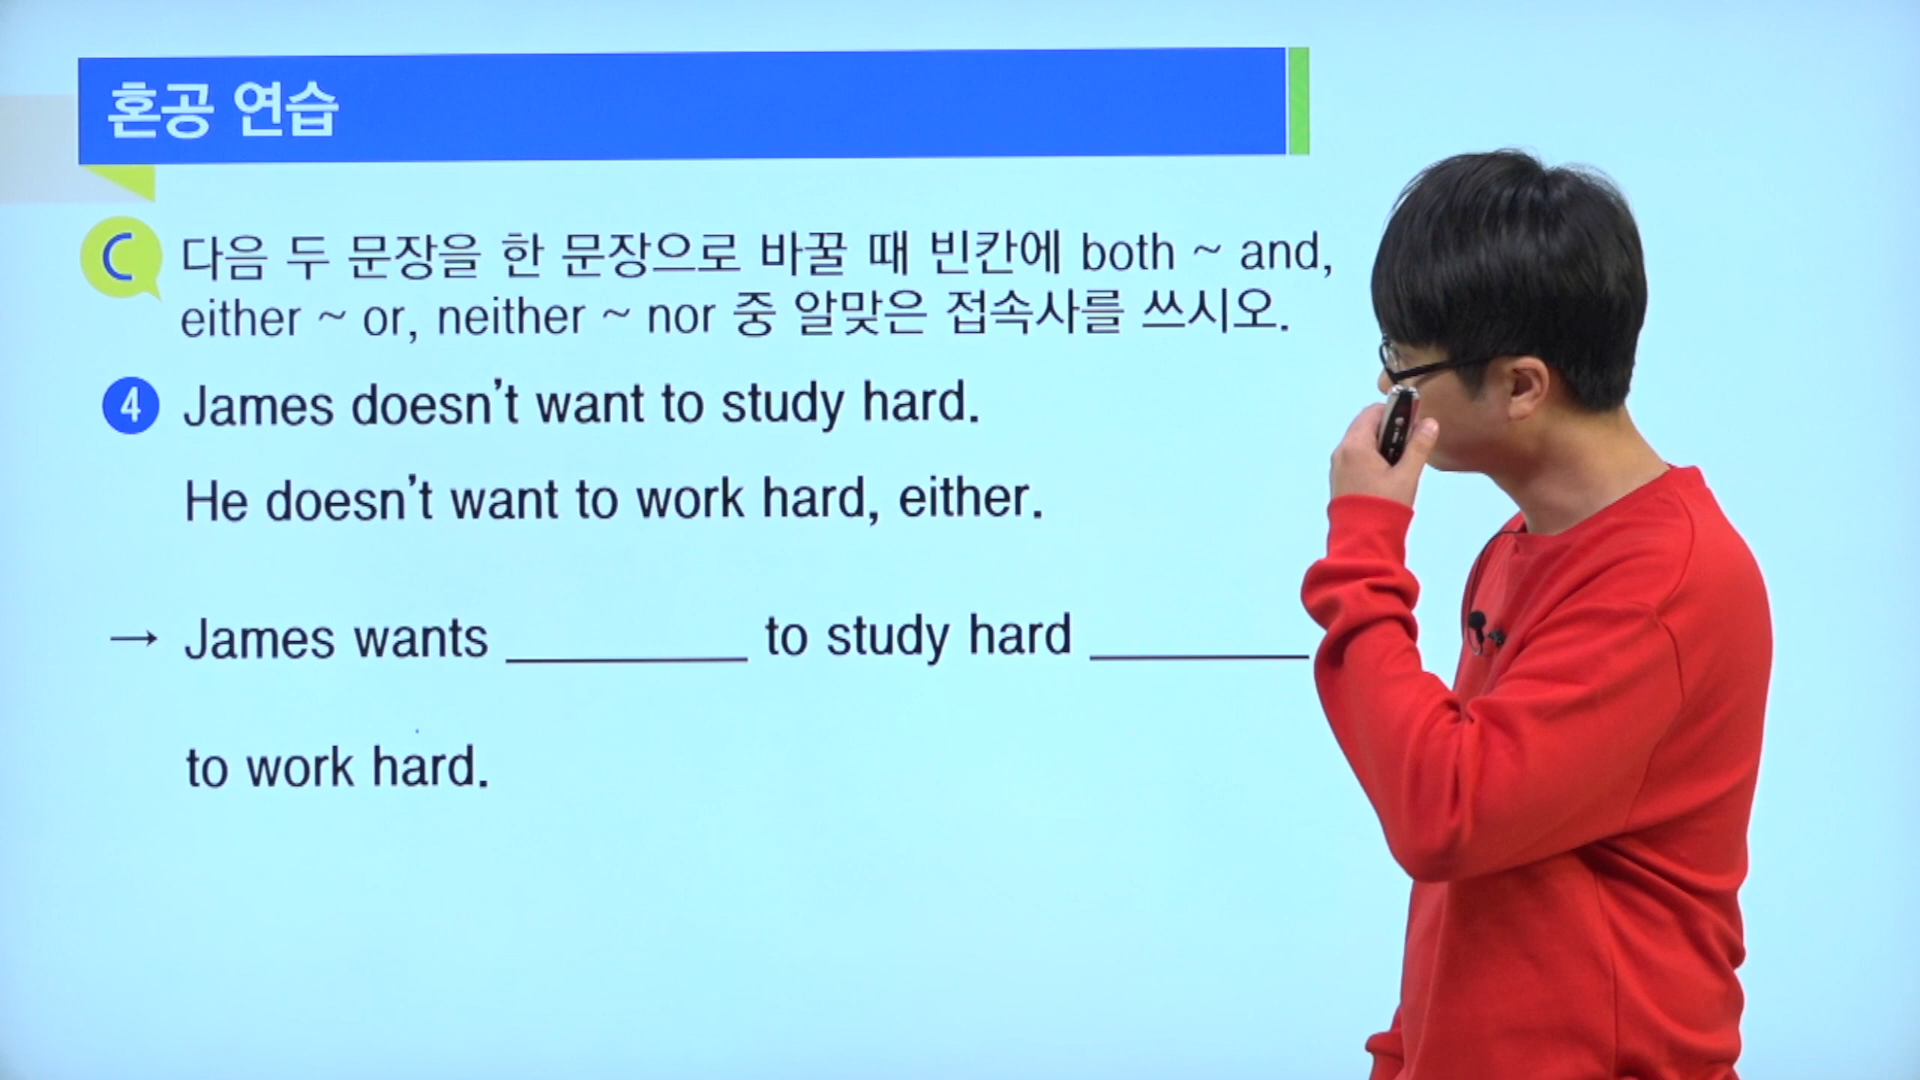 혼공 연습
C 다음 두 문장을 한 문장으로 바꿀 때 빈칸에 both ~ and,
either ~ or, neither ~ nor 중 알맞은 접속사를 쓰시오.
4 James doesn't want to study hard.
He doesn't want to work hard, either.
→ James wants ________ to study hard ________
to work hard.